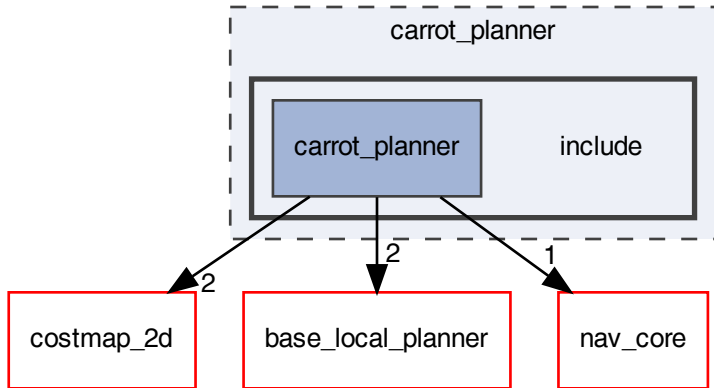 carrot_planner
carrot_planner
include
2
2
1
costmap_2d
base_local_planner
nav_core